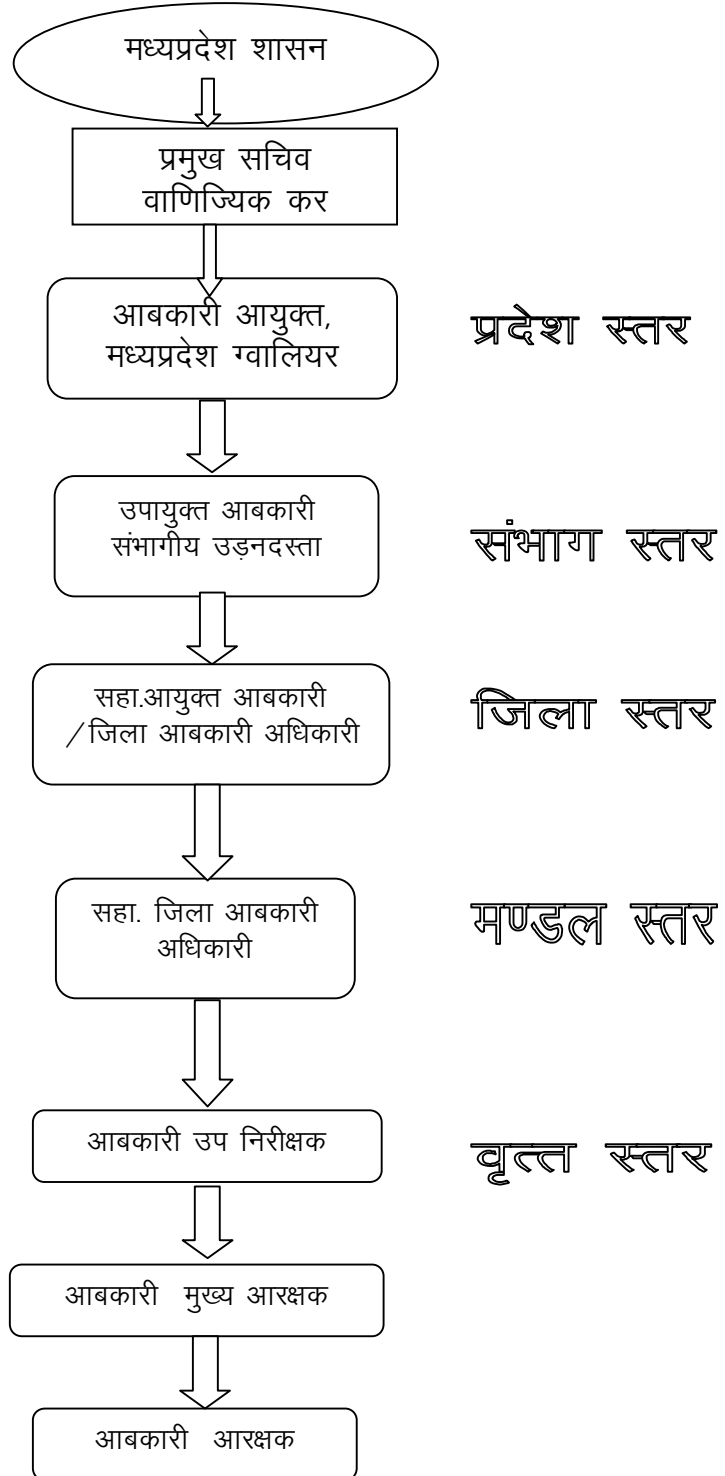 मध्यप्रदेश शासन
प्रमुख सचिव
वाणिज्यिक कर
आबकारी आयुक्त,
मध्यप्रदेश ग्वालियर
प्रदेश स्तर
उपायुक्त आबकारी
संभागीय उड़नदस्ता
संभाग स्तर
सहा.आयुक्त आबकारी
/जिला आबकारी अधिकारी
जिला स्तर
सहा. जिला आबकारी
अधिकारी
मण्डल स्तर
आबकारी उप निरीक्षक
वृत्त स्तर
आबकारी मुख्य आरक्षक
आबकारी आरक्षक